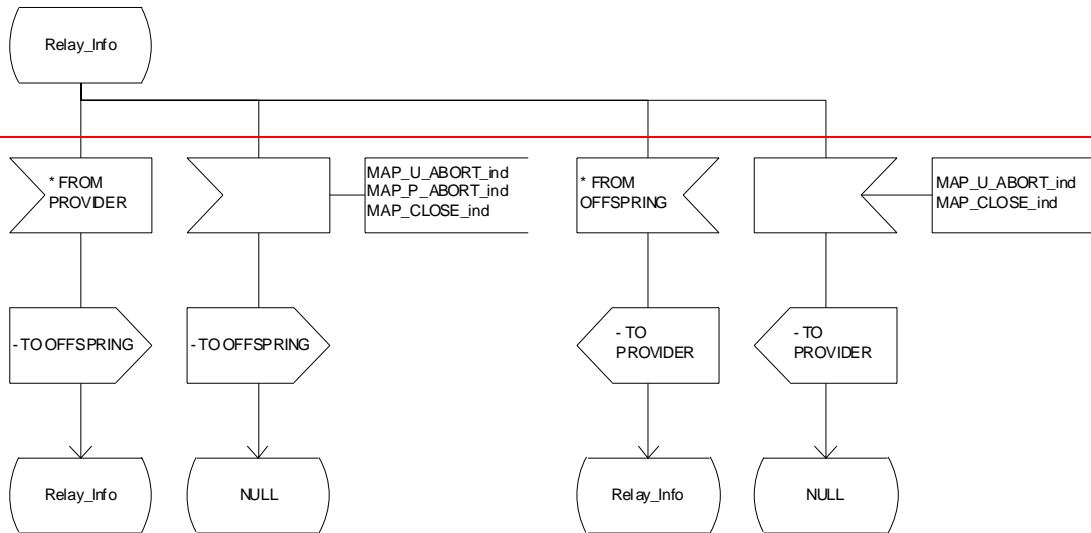 Relay_Info
* FROM
PROVIDER
MAP_U_ABORT_ind
MAP_P_ABORT_ind
MAP_CLOSE_ind
* FROM
OFFSPRING
MAP_U_ABORT_ind
MAP_CLOSE_ind
- TO OFFSPRING
- TO OFFSPRING
- TO
PROVIDER
- TO
PROVIDER
Relay_Info
NULL
Relay_Info
NULL